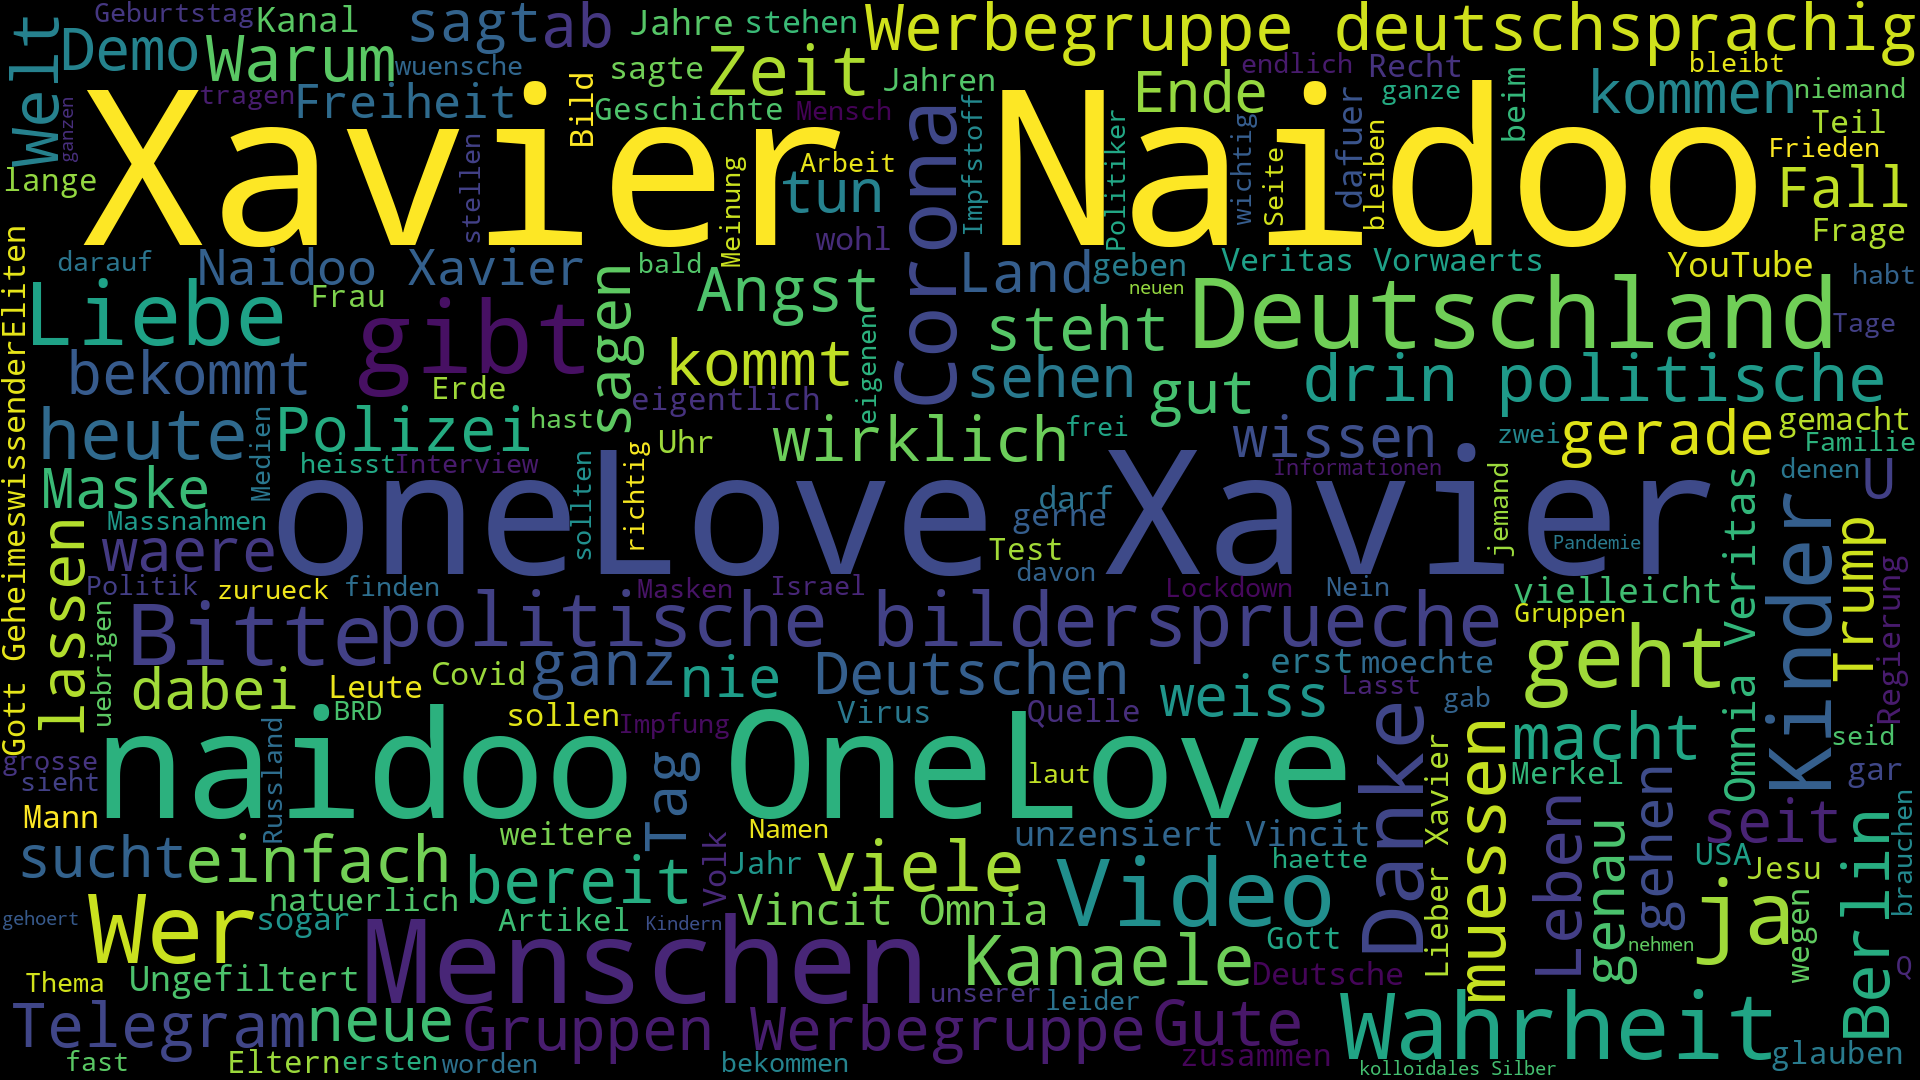 Geburtstag
Kanal
sagt
ab
Jahre
stehen
Werbegruppe deutschsprachig
Welt
Demo
Warum
wuensche
sagte
Zeit
Jahren
endlich
Recht
bleibt
kommen
niemand
ganzen
tragen
Freiheit
Bild
Geschichte
Mensch
Corona
Impfstoff
Ende
ganze
dafuer
beim
Teil
Xavier Naidoo
Politiker
wichtig
Seite
bleiben
Frieden
lange
stellen
Meinung
Arbeit
tun
Fall
wohl
Frage
Gott GeheimeswissenderEliten
darauf
Naidoo Xavier
sagen
bald
Land
geben
Veritas Vorwaerts
YouTube
habt
neuen
Liebe
Frau
gibt
Angst
steht
Deutschland
Tage
eigenen
bekommt
Erde
kommt
sehen
gut
drin politische
eigentlich
heute
Medien
Polizei
hast
wirklich
frei
wissen
zwei
gerade
gemacht
Familie
Maske
heisst
Interview
Uhr
sollten
richtig
Informationen
denen
U
jemand
Veritas
Kinder
Trump
Regierung
Massnahmen
oneLove Xavier
darf
gerne
Test
Pandemie
lassen
waere
davon
Politik
zurueck
finden
Masken
Israel
Lockdown
Nein
vielleicht
uebrigen
Bitte
politische bildersprueche
Gruppen
geht
dabei
Leute
Covid
ganz
nie
Deutschen
weiss
erst
moechte
Lasst
gab
BRD
sollen
Impfung
Virus
Quelle
Danke
muessen
macht
Omnia
seid
grosse
sieht
Russland
naidoo OneLove
Tag
laut
Lieber Xavier
Merkel
gar
Mann
weitere
Namen
unzensiert Vincit
Leben
genau
gehen
seit
Berlin
brauchen
sucht
einfach
bereit
Volk
Jahr
viele
Video
haette
USA
Jesu
natuerlich
gehoert
Wer
sogar
Artikel
Kindern
Vincit Omnia
Gott
nehmen
ja
wegen
Menschen
Kanaele
Deutsche
Q
Thema
Ungefiltert
unserer
leider
Telegram
neue
Gruppen Werbegruppe
Gute
Wahrheit
fast
Eltern
ersten
worden
bekommen
zusammen
kolloidales Silber
glauben